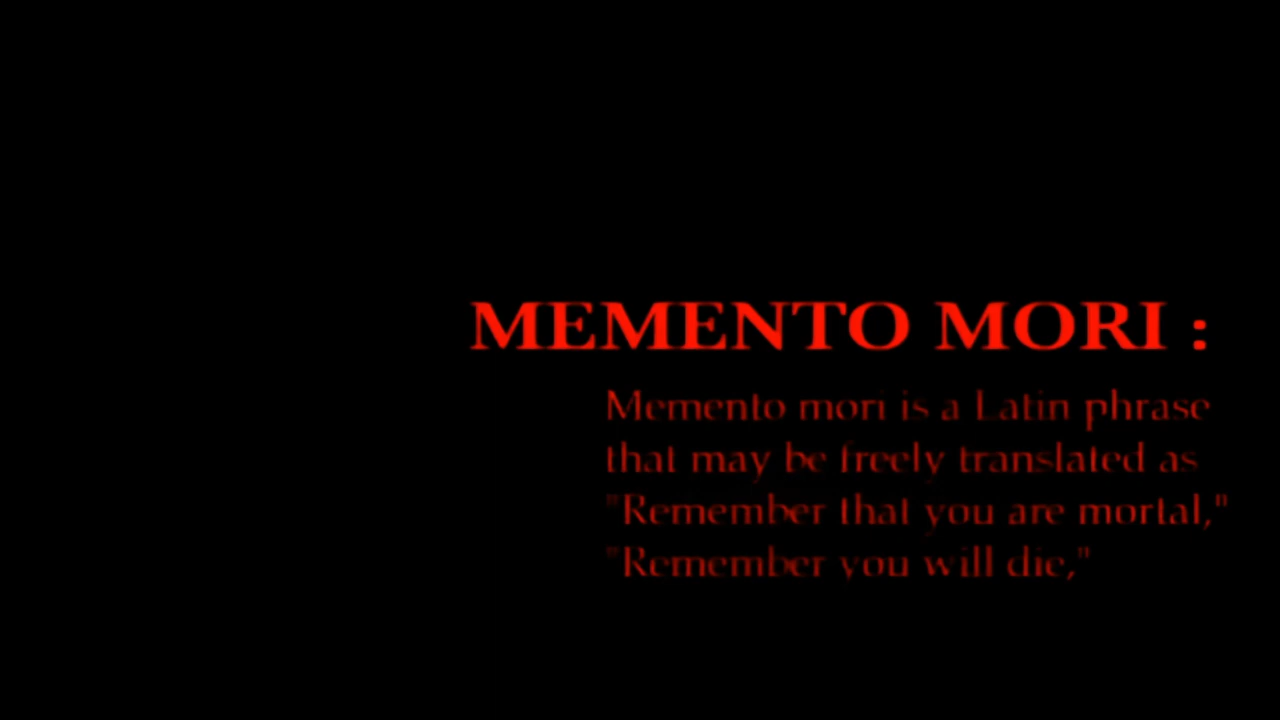 MEMENTO MORI :
Memento mori is a Latin phrase
that may be freely translated as
"Remember that you are mortal,"
"Remember you will die,"